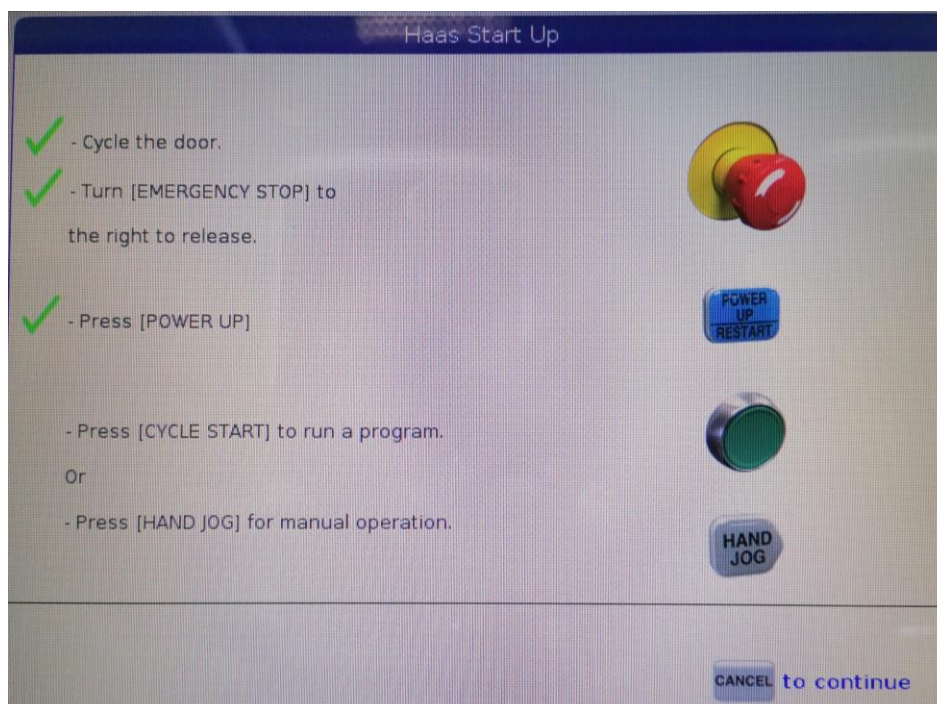 Haas Start Up
- Cycle the door.
- Turn [EMERGENCY STOP] to
the right to release.
- Press [POWER UP]
POWER
UP
RESTART
- Press [CYCLE START] to run a program.
Or
- Press [HAND JOG] for manual operation.
HAND
JOG
CANCEL to continue